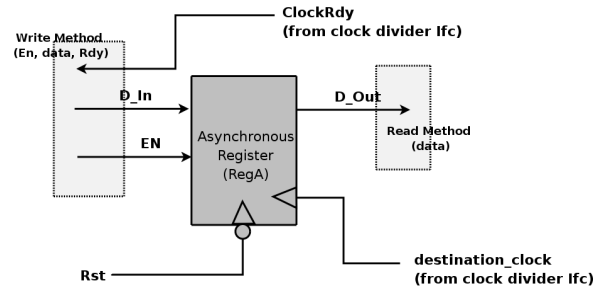 ClockRdy
(from clock divider Ifc)
Write Method
(En, data, Rdy)
D_In
D_Out
EN
Asynchronous
Register
(RegA)
Read Method
(data)
destination_clock
(from clock divider Ifc)
Rst